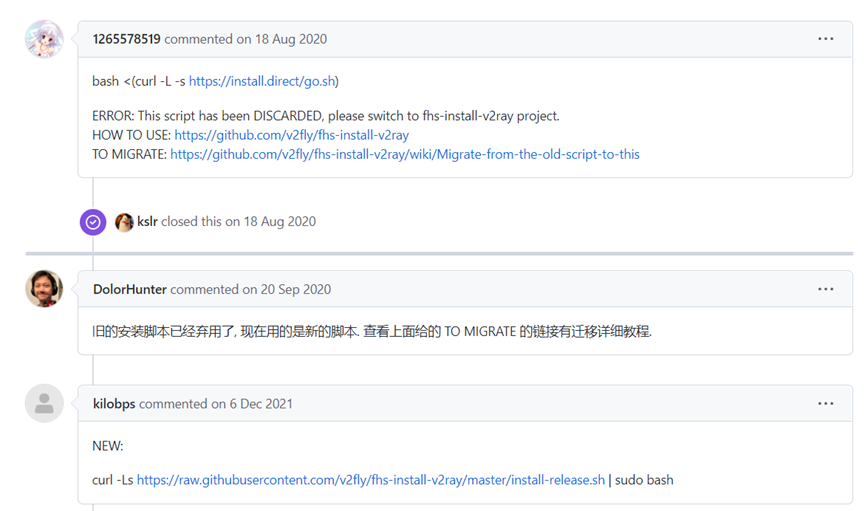 1265578519 commented on 18 Aug 2020
bash <(curl -L -s https://install.direct/go.sh)
ERROR: This script has been DISCARDED, please switch to fhs-install-v2ray project.
HOW TO USE: https://github.com/v2fly/fhs-install-v2ray
TO MIGRATE: https://github.com/v2fly/fhs-install-v2ray/wiki/Migrate-from-the-old-script-to-this
kslr closed this on 18 Aug 2020
DolorHunter commented on 20 Sep 2020
旧的安装脚本已经弃用了, 现在用的是新的脚本. 查看上面给的 TO MIGRATE 的链接有迁移详细教程.
kilobps commented on 6 Dec 2021
NEW:
curl -Ls https://raw.githubusercontent.com/v2fly/fhs-install-v2ray/master/install-release.sh | sudo bash